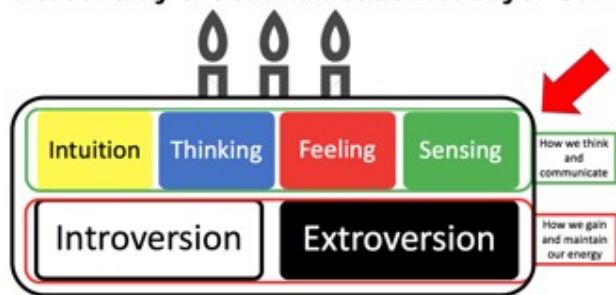 Intuition Thinking Feeling Sensing
How we think
and
communicate
Introversion Extroversion
How we gain
and maintain
our energy